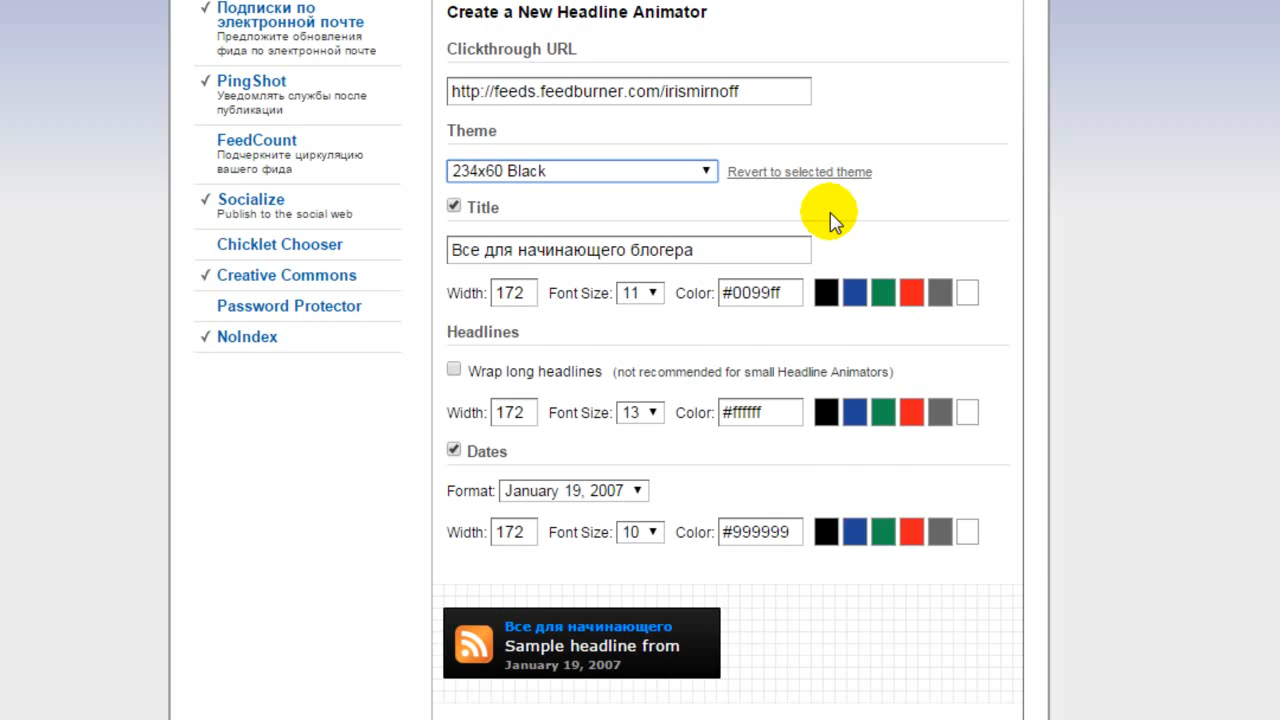 Подписки по
электронной почте
Предложите обновления
фида по электронной почте
PingShot
Уведомлять службы после
публикации
FeedCount
Подчеркните циркуляцию
вашего фида
Socialize
Publish to the social web
Chicklet Chooser
Creative Commons
Password Protector
NoIndex
Create a New Headline Animator
Clickthrough URL
http://feeds.feedburner.com/irismirnoff
Theme
234x60 Black Revert to selected theme
Title
Все для начинающего блогера
Width: 172 Font Size: 11 Color: #0099ff
Headlines
Wrap long headlines (not recommended for small Headline Animators)
Width: 172 Font Size: 13 Color: #ffffff
Dates
Format: January 19, 2007
Width: 172 Font Size: 10 Color: #999999
Все для начинающего
Sample headline from
January 19, 2007